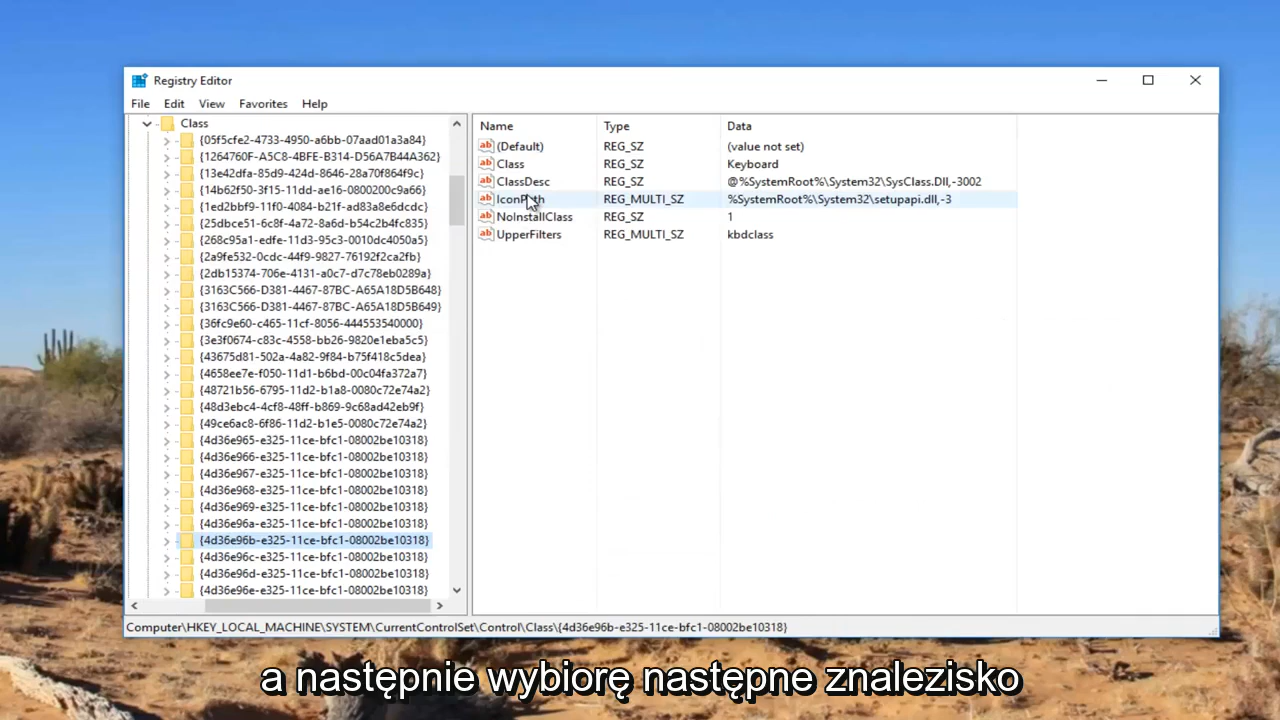 Registry Editor
File Edit View Favorites Help
Class
{05f5cfe2-4733-4950-a6bb-07aad01a3a84}
{1264760F-A5C8-4BFE-B314-D56A7B44A362}
{13e42dfa-85d9-424d-8646-28a70f864f9c}
{14b62f50-3f15-11dd-ae16-0800200c9a66}
{1ed2bbf9-11f0-4084-b21f-ad83a8e6dcdc}
{25dbce51-6c8f-4a72-8a6d-b54c2b4fc835}
{268c95a1-edfe-11d3-95c3-0010dc4050a5}
{2a9fe532-0cdc-44f9-9827-76192f2ca2fb}
{2db15374-706e-4131-a0c7-d7c78eb0289a}
{3163C566-D381-4467-87BC-A65A18D5B648}
{3163C566-D381-4467-87BC-A65A18D5B649}
{36fc9e60-c465-11cf-8056-444553540000}
{3e3f0674-c83c-4558-bb26-9820e1eba5c5}
{43675d81-502a-4a82-9f84-b75f418c5dea}
{4658ee7e-f050-11d1-b6bd-00c04fa372a7}
{48721b56-6795-11d2-b1a8-0080c72e74a2}
{48d3ebc4-4cf8-48ff-b869-9c68ad42eb9f}
{49ce6ac8-6f86-11d2-b1e5-0080c72e74a2}
{4d36e965-e325-11ce-bfc1-08002be10318}
{4d36e966-e325-11ce-bfc1-08002be10318}
{4d36e967-e325-11ce-bfc1-08002be10318}
{4d36e968-e325-11ce-bfc1-08002be10318}
{4d36e969-e325-11ce-bfc1-08002be10318}
{4d36e96a-e325-11ce-bfc1-08002be10318}
{4d36e96b-e325-11ce-bfc1-08002be10318}
{4d36e96c-e325-11ce-bfc1-08002be10318}
{4d36e96d-e325-11ce-bfc1-08002be10318}
{4d36e96e-e325-11ce-bfc1-08002be10318}
Name Type Data
(Default) REG_SZ (value not set)
Class REG_SZ Keyboard
ClassDesc REG_SZ @%SystemRoot%\System32\SysClass.Dll,-3002
IconPath REG_MULTI_SZ %SystemRoot%\System32\setupapi.dll,-3
NoInstallClass REG_SZ 1
UpperFilters REG_MULTI_SZ kbdclass
Computer\HKEY_LOCAL_MACHINE\SYSTEM\CurrentControlSet\Control\Class\{4d36e96b-e325-11ce-bfc1-08002be10318}
a następnie wybiorę następne znalezisko